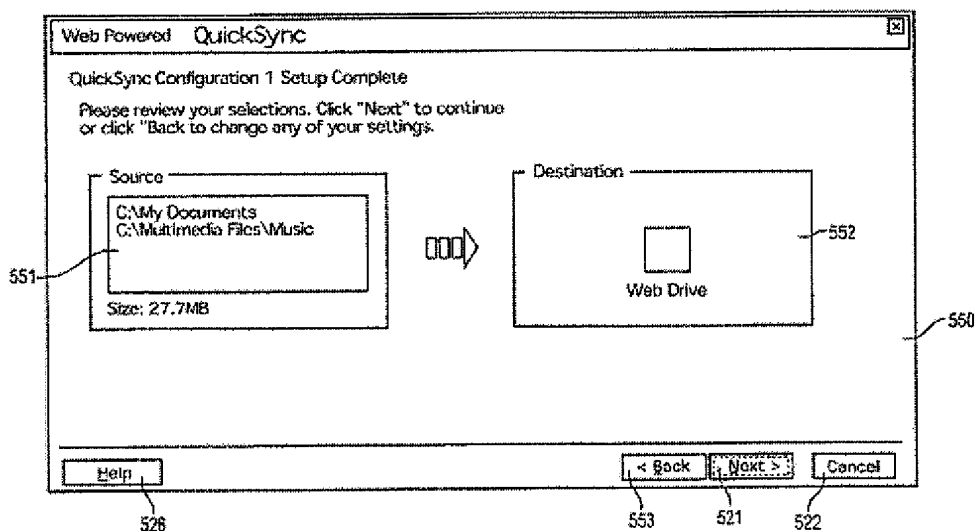 Web Powered QuickSync
QuickSync Configuration 1 Setup Complete
Please review your selections. Click "Next" to continue
or click "Back to change any of your settings.
Source
C:\My Documents
C:\Multimedia Files\Music
Size: 27.7MB
Destination
Web Drive
551
552
550
Help
< Back
Next >
Cancel
526
553
521
522